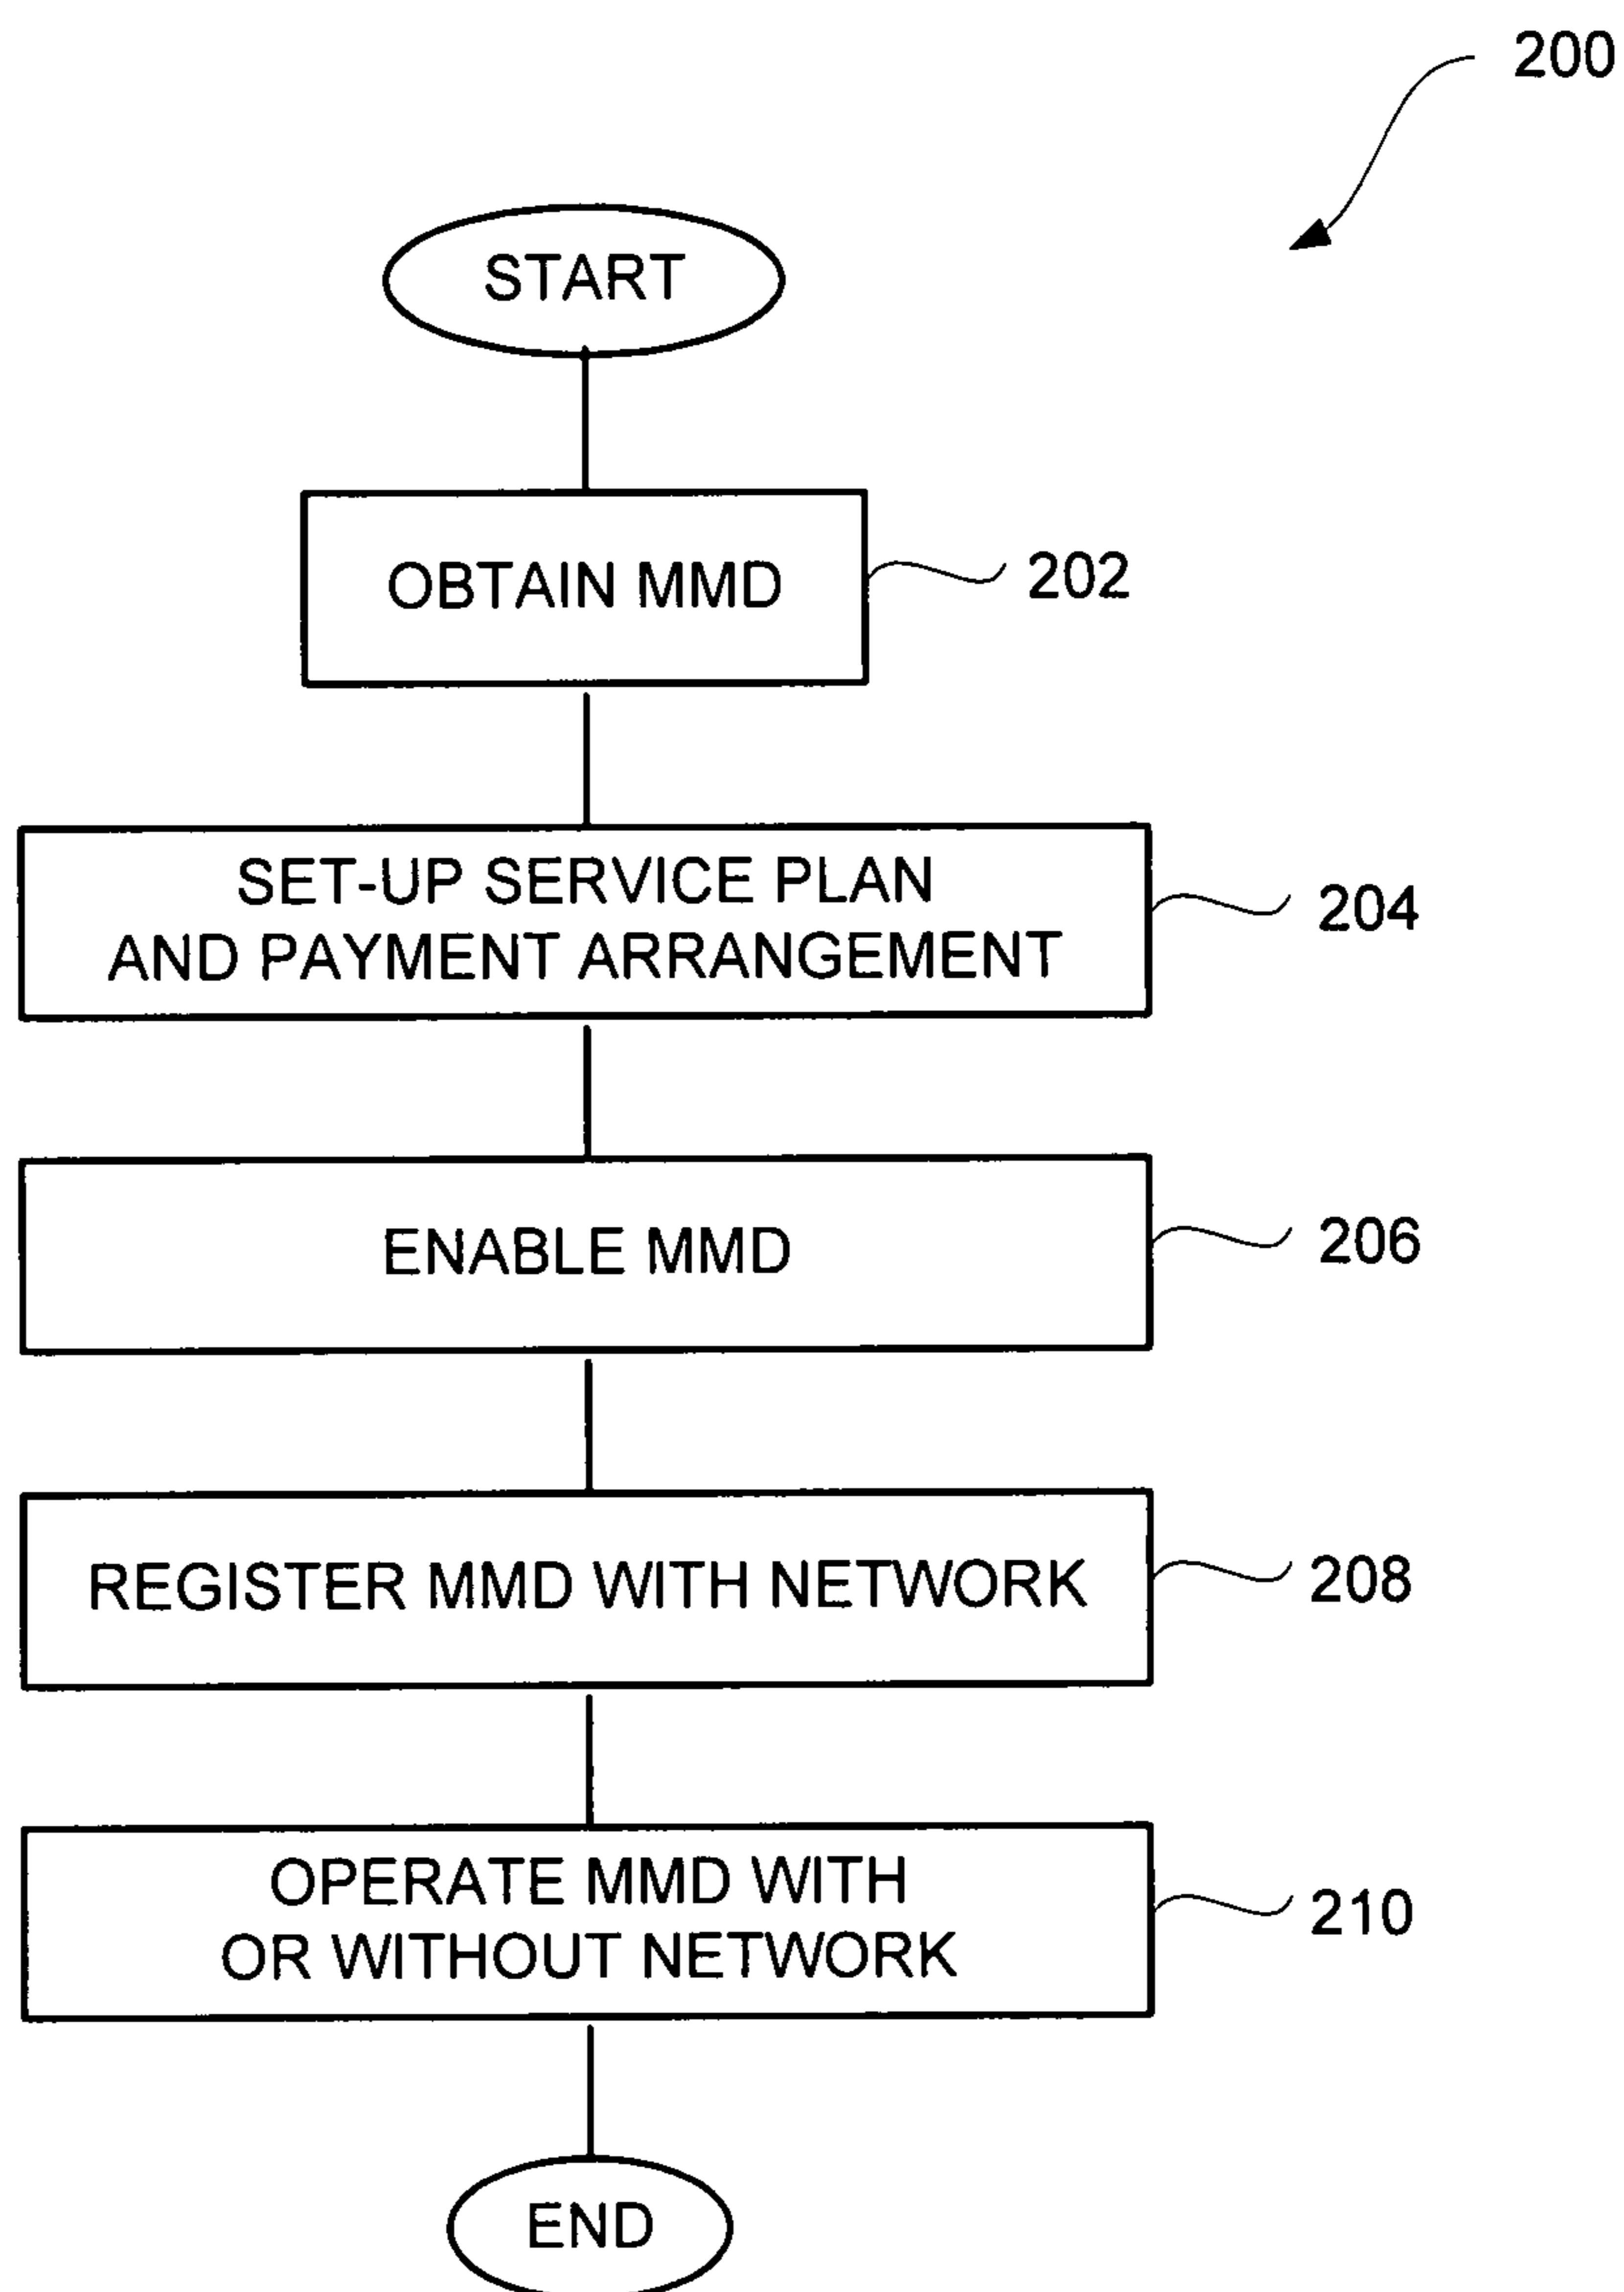 200
START
OBTAIN MMD
202
SET-UP SERVICE PLAN
AND PAYMENT ARRANGEMENT
204
ENABLE MMD
206
REGISTER MMD WITH NETWORK
208
OPERATE MMD WITH
OR WITHOUT NETWORK
210
END